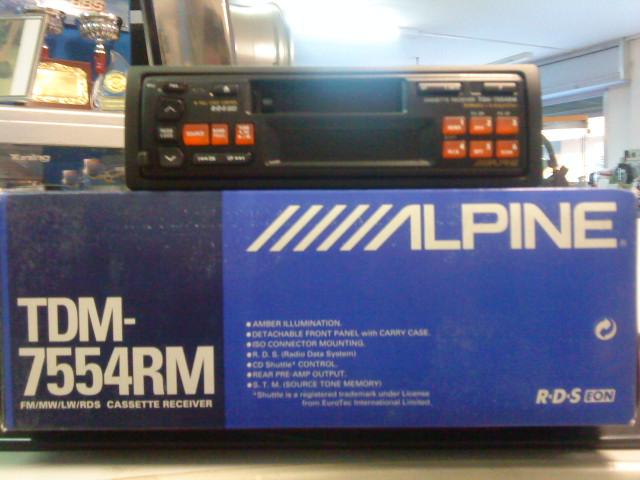 SOURCE
ALPINE
ALPINE
TDM-
7554RM
FM/MW/LW/RDS CASSETTE RECEIVER
●AMBER ILLUMINATION.
●DETACHABLE FRONT PANEL with CARRY CASE.
●ISO CONNECTOR MOUNTING.
●R. D. S. (Radio Data System)
●CD Shuttle* CONTROL.
●REAR PRE-AMP OUTPUT.
●S. T. M. (SOURCE TONE MEMORY)
*Shuttle is a registered trademark under License
from EuroTec International Limited.
R·D·S EON